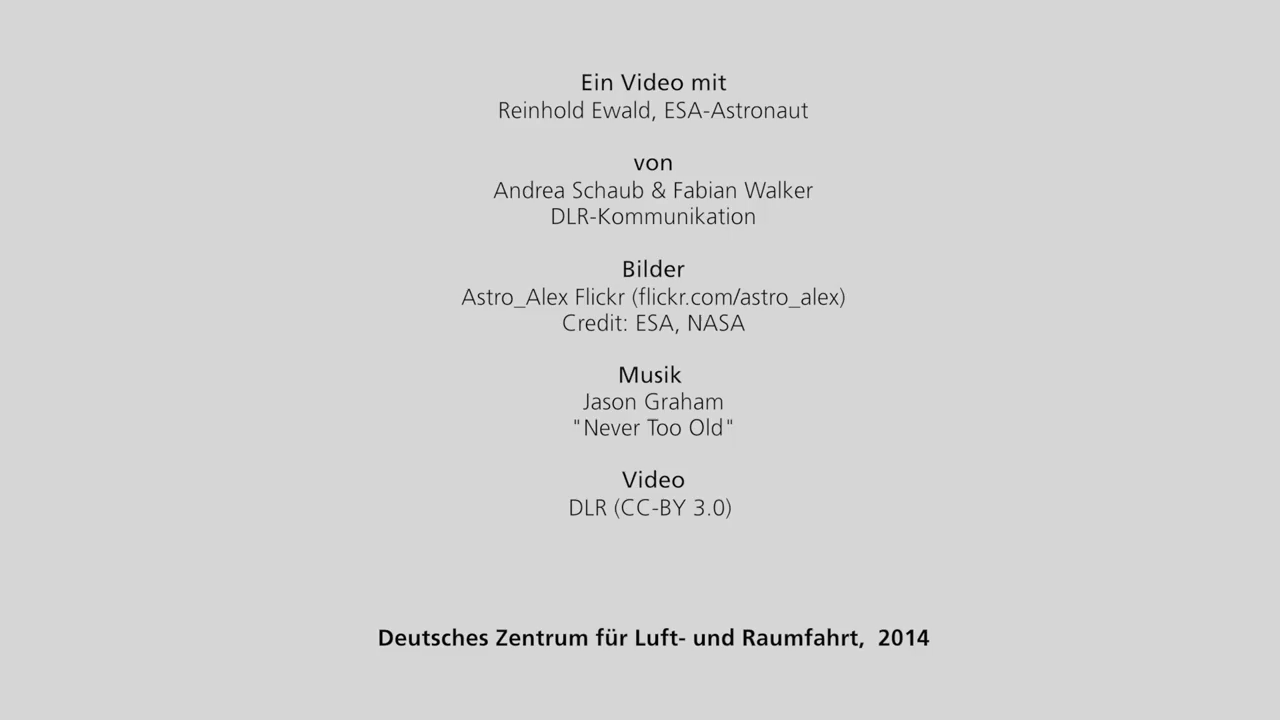 Ein Video mit
Reinhold Ewald, ESA-Astronaut
von
Andrea Schaub & Fabian Walker
DLR-Kommunikation
Bilder
Astro_Alex Flickr (flickr.com/astro_alex)
Credit: ESA, NASA
Musik
Jason Graham
"Never Too Old"
Video
DLR (CC-BY 3.0)
Deutsches Zentrum für Luft- und Raumfahrt, 2014